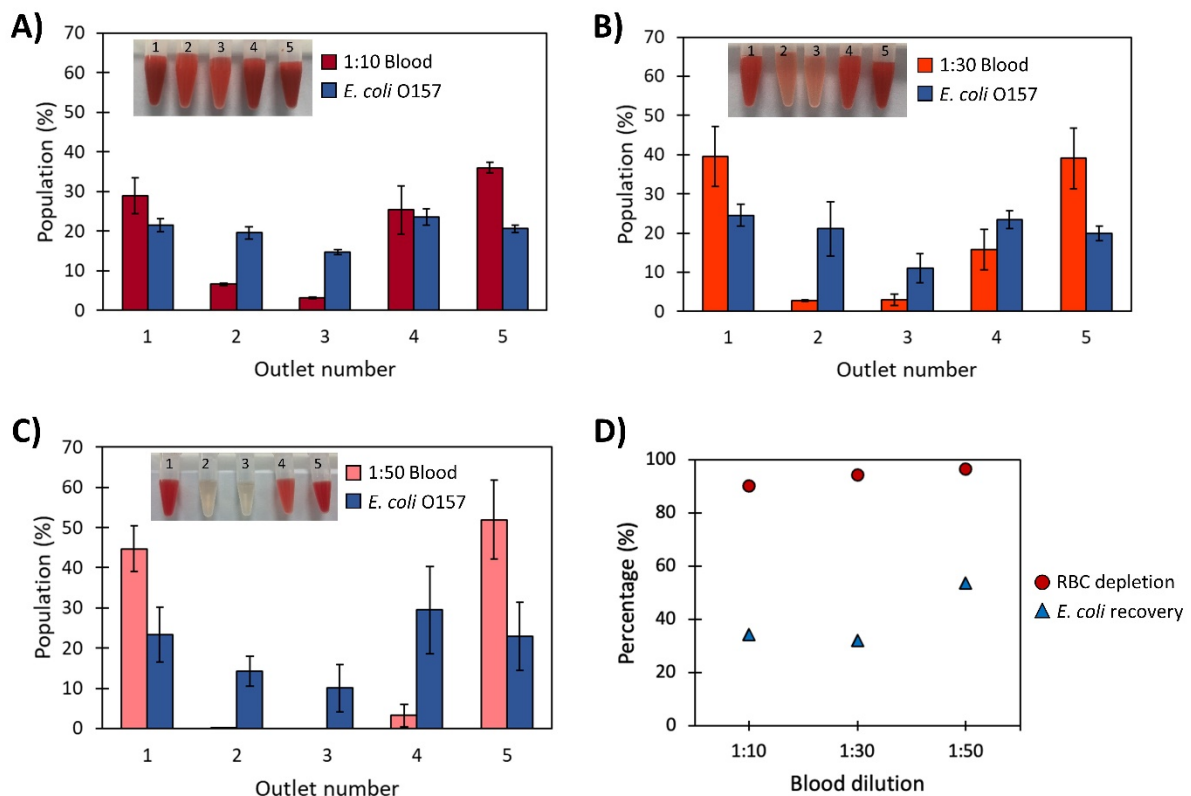 A)
70
60
50
40
30
20
10
0
Population (%)
1 2 3 4 5
1:10 Blood
E. coli O157
1 2 3 4 5
Outlet number
B)
70
60
50
40
30
20
10
0
Population (%)
1 2 3 4 5
1:30 Blood
E. coli O157
1 2 3 4 5
Outlet number
C)
70
60
50
40
30
20
10
0
Population (%)
1 2 3 4 5
1:50 Blood
E. coli O157
1 2 3 4 5
Outlet number
D)
100
80
60
40
20
0
Percentage (%)
RBC depletion
E. coli recovery
1:10 1:30 1:50
Blood dilution